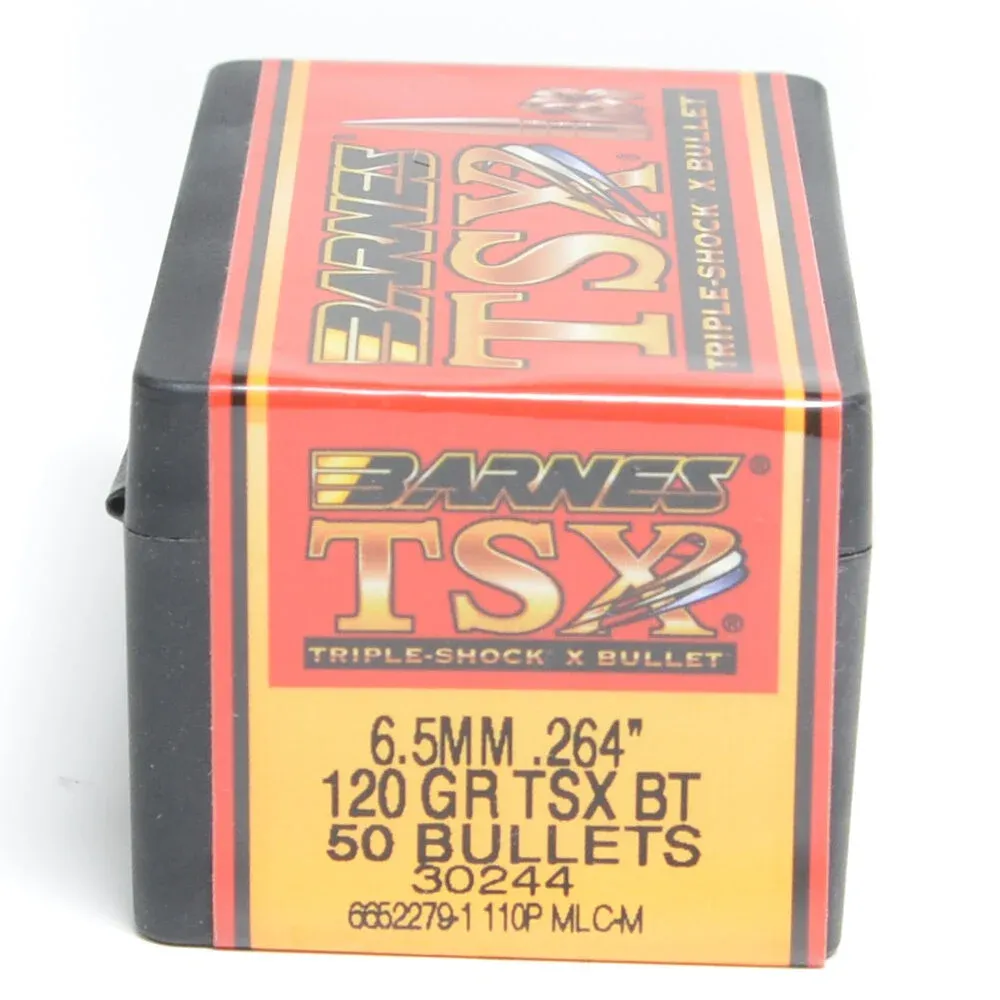 BARNES®
TSX®
TRIPLE-SHOCK® X BULLET
BARNES®
TSX®
TRIPLE-SHOCK® X BULLET™
6.5MM .264"
120 GR TSX BT
50 BULLETS
30244
6652279-1 110P MLC-M